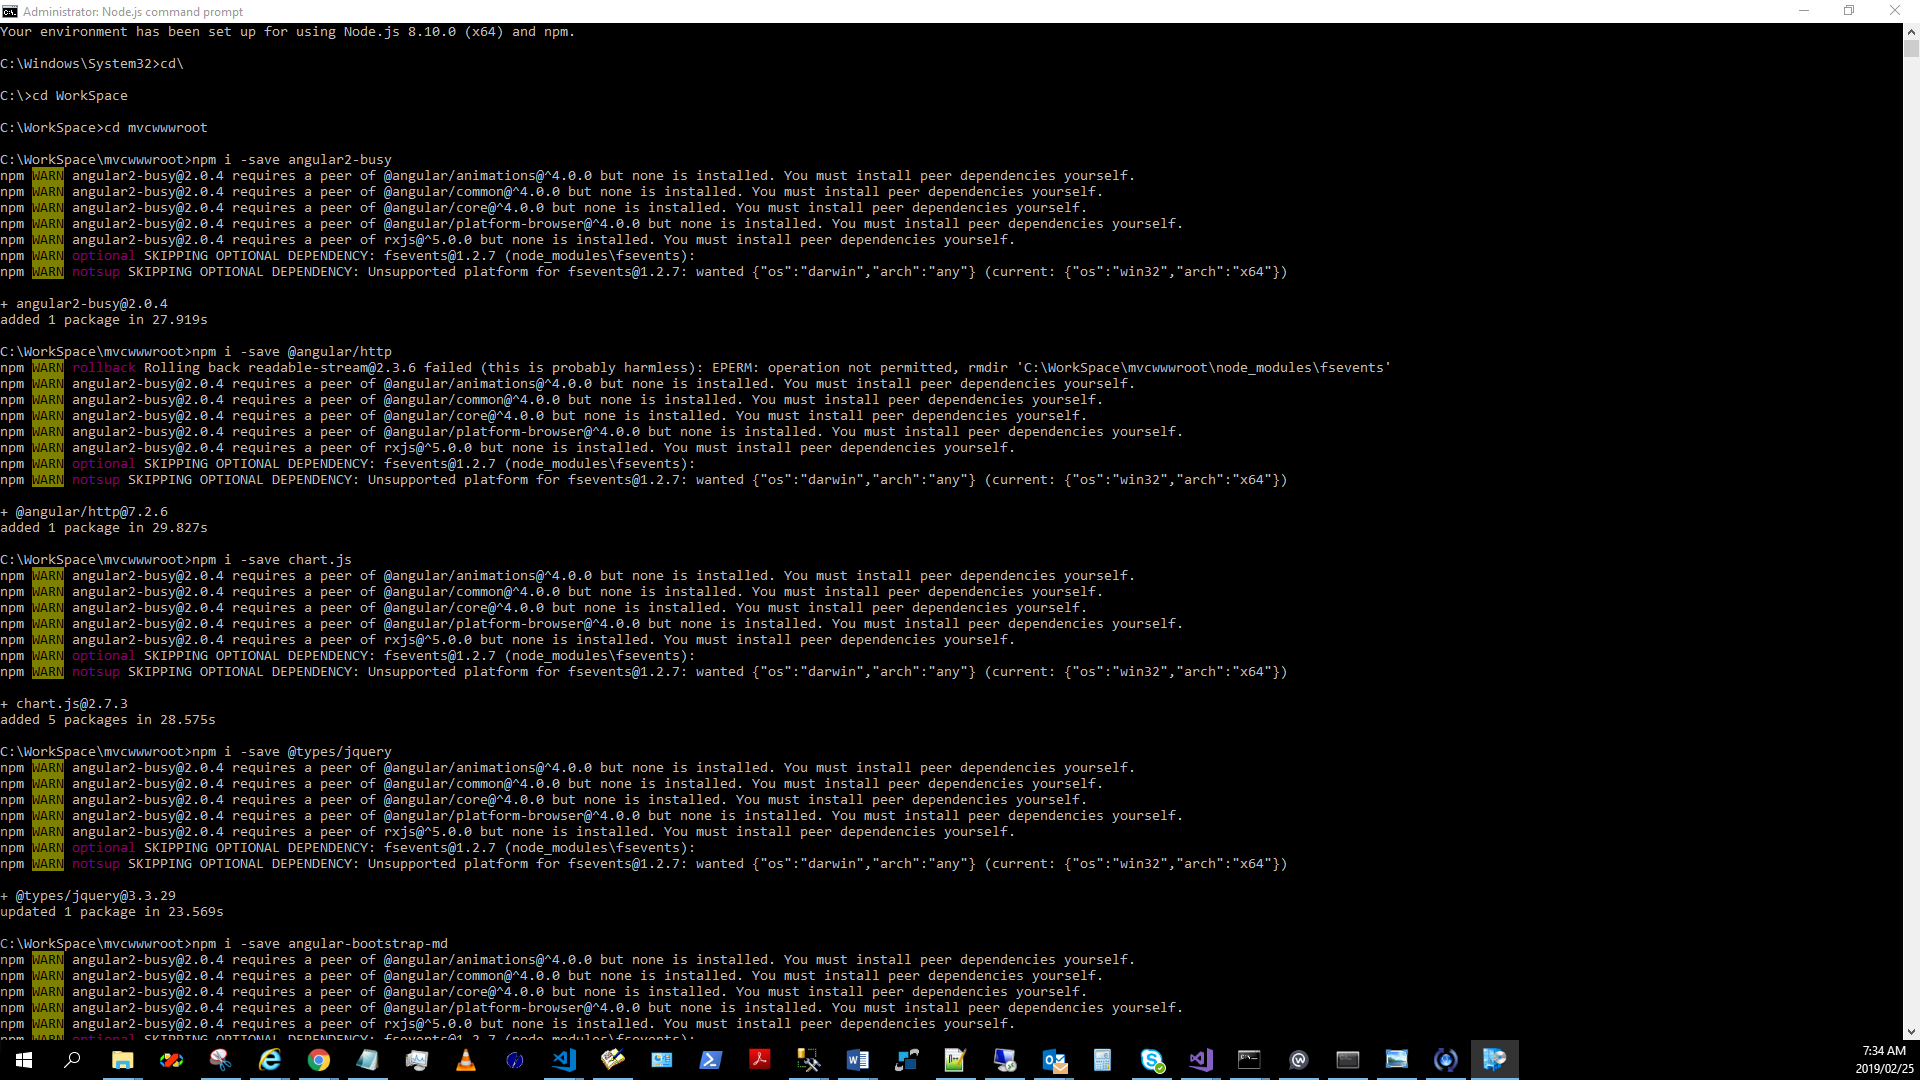 Administrator: Node.js command prompt
Your environment has been set up for using Node.js 8.10.0 (x64) and npm.
C:\Windows\System32>cd\
C:\>cd WorkSpace
C:\WorkSpace>cd mvcwwwroot
C:\WorkSpace\mvcwwwroot>npm i -save angular2-busy
npm WARN angular2-busy@2.0.4 requires a peer of @angular/animations@^4.0.0 but none is installed. You must install peer dependencies yourself.
npm WARN angular2-busy@2.0.4 requires a peer of @angular/common@^4.0.0 but none is installed. You must install peer dependencies yourself.
npm WARN angular2-busy@2.0.4 requires a peer of @angular/core@^4.0.0 but none is installed. You must install peer dependencies yourself.
npm WARN angular2-busy@2.0.4 requires a peer of @angular/platform-browser@^4.0.0 but none is installed. You must install peer dependencies yourself.
npm WARN angular2-busy@2.0.4 requires a peer of rxjs@^5.0.0 but none is installed. You must install peer dependencies yourself.
npm WARN optional SKIPPING OPTIONAL DEPENDENCY: fsevents@1.2.7 (node_modules\fsevents):
npm WARN notsup SKIPPING OPTIONAL DEPENDENCY: Unsupported platform for fsevents@1.2.7: wanted {"os":"darwin","arch":"any"} (current: {"os":"win32","arch":"x64"})
+ angular2-busy@2.0.4
added 1 package in 27.919s
C:\WorkSpace\mvcwwwroot>npm i -save @angular/http
npm WARN rollback Rolling back readable-stream@2.3.6 failed (this is probably harmless): EPERM: operation not permitted, rmdir 'C:\WorkSpace\mvcwwwroot\node_modules\fsevents'
npm WARN angular2-busy@2.0.4 requires a peer of @angular/animations@^4.0.0 but none is installed. You must install peer dependencies yourself.
npm WARN angular2-busy@2.0.4 requires a peer of @angular/common@^4.0.0 but none is installed. You must install peer dependencies yourself.
npm WARN angular2-busy@2.0.4 requires a peer of @angular/core@^4.0.0 but none is installed. You must install peer dependencies yourself.
npm WARN angular2-busy@2.0.4 requires a peer of @angular/platform-browser@^4.0.0 but none is installed. You must install peer dependencies yourself.
npm WARN angular2-busy@2.0.4 requires a peer of rxjs@^5.0.0 but none is installed. You must install peer dependencies yourself.
npm WARN optional SKIPPING OPTIONAL DEPENDENCY: fsevents@1.2.7 (node_modules\fsevents):
npm WARN notsup SKIPPING OPTIONAL DEPENDENCY: Unsupported platform for fsevents@1.2.7: wanted {"os":"darwin","arch":"any"} (current: {"os":"win32","arch":"x64"})
+ @angular/http@7.2.6
added 1 package in 29.827s
C:\WorkSpace\mvcwwwroot>npm i -save chart.js
npm WARN angular2-busy@2.0.4 requires a peer of @angular/animations@^4.0.0 but none is installed. You must install peer dependencies yourself.
npm WARN angular2-busy@2.0.4 requires a peer of @angular/common@^4.0.0 but none is installed. You must install peer dependencies yourself.
npm WARN angular2-busy@2.0.4 requires a peer of @angular/core@^4.0.0 but none is installed. You must install peer dependencies yourself.
npm WARN angular2-busy@2.0.4 requires a peer of @angular/platform-browser@^4.0.0 but none is installed. You must install peer dependencies yourself.
npm WARN angular2-busy@2.0.4 requires a peer of rxjs@^5.0.0 but none is installed. You must install peer dependencies yourself.
npm WARN optional SKIPPING OPTIONAL DEPENDENCY: fsevents@1.2.7 (node_modules\fsevents):
npm WARN notsup SKIPPING OPTIONAL DEPENDENCY: Unsupported platform for fsevents@1.2.7: wanted {"os":"darwin","arch":"any"} (current: {"os":"win32","arch":"x64"})
+ chart.js@2.7.3
added 5 packages in 28.575s
C:\WorkSpace\mvcwwwroot>npm i -save @types/jquery
npm WARN angular2-busy@2.0.4 requires a peer of @angular/animations@^4.0.0 but none is installed. You must install peer dependencies yourself.
npm WARN angular2-busy@2.0.4 requires a peer of @angular/common@^4.0.0 but none is installed. You must install peer dependencies yourself.
npm WARN angular2-busy@2.0.4 requires a peer of @angular/core@^4.0.0 but none is installed. You must install peer dependencies yourself.
npm WARN angular2-busy@2.0.4 requires a peer of @angular/platform-browser@^4.0.0 but none is installed. You must install peer dependencies yourself.
npm WARN angular2-busy@2.0.4 requires a peer of rxjs@^5.0.0 but none is installed. You must install peer dependencies yourself.
npm WARN optional SKIPPING OPTIONAL DEPENDENCY: fsevents@1.2.7 (node_modules\fsevents):
npm WARN notsup SKIPPING OPTIONAL DEPENDENCY: Unsupported platform for fsevents@1.2.7: wanted {"os":"darwin","arch":"any"} (current: {"os":"win32","arch":"x64"})
+ @types/jquery@3.3.29
updated 1 package in 23.569s
C:\WorkSpace\mvcwwwroot>npm i -save angular-bootstrap-md
npm WARN angular2-busy@2.0.4 requires a peer of @angular/animations@^4.0.0 but none is installed. You must install peer dependencies yourself.
npm WARN angular2-busy@2.0.4 requires a peer of @angular/common@^4.0.0 but none is installed. You must install peer dependencies yourself.
npm WARN angular2-busy@2.0.4 requires a peer of @angular/core@^4.0.0 but none is installed. You must install peer dependencies yourself.
npm WARN angular2-busy@2.0.4 requires a peer of @angular/platform-browser@^4.0.0 but none is installed. You must install peer dependencies yourself.
npm WARN angular2-busy@2.0.4 requires a peer of rxjs@^5.0.0 but none is installed. You must install peer dependencies yourself.
npm WARN optional SKIPPING OPTIONAL DEPENDENCY: fsevents@1.2.7 (node_modules\fsevents):
7:34 AM
2019/02/25